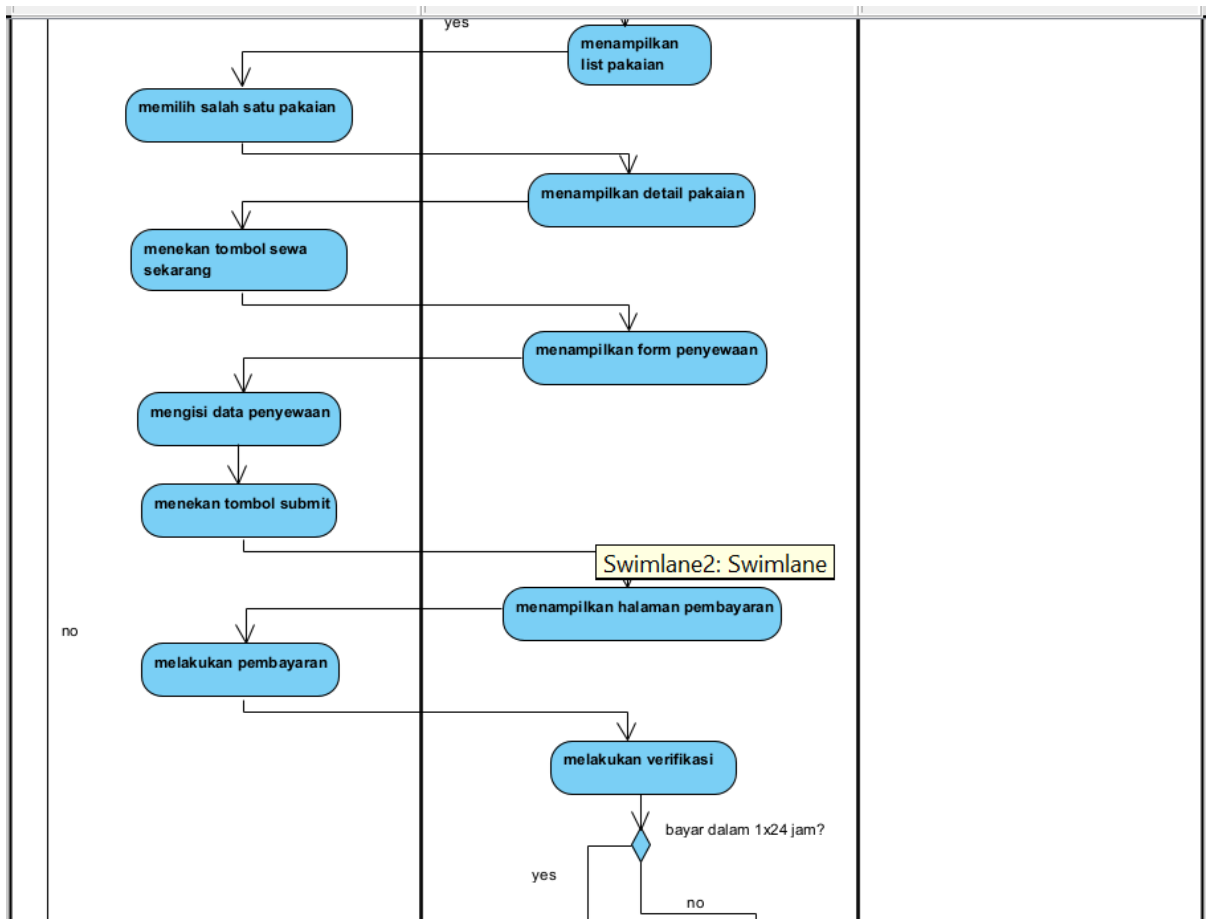 yes
menampilkan
list pakaian
memilih salah satu pakaian
menampilkan detail pakaian
menekan tombol sewa
sekarang
menampilkan form penyewaan
mengisi data penyewaan
menekan tombol submit
Swimlane2: Swimlane
menampilkan halaman pembayaran
no
melakukan pembayaran
melakukan verifikasi
bayar dalam 1x24 jam?
yes
no